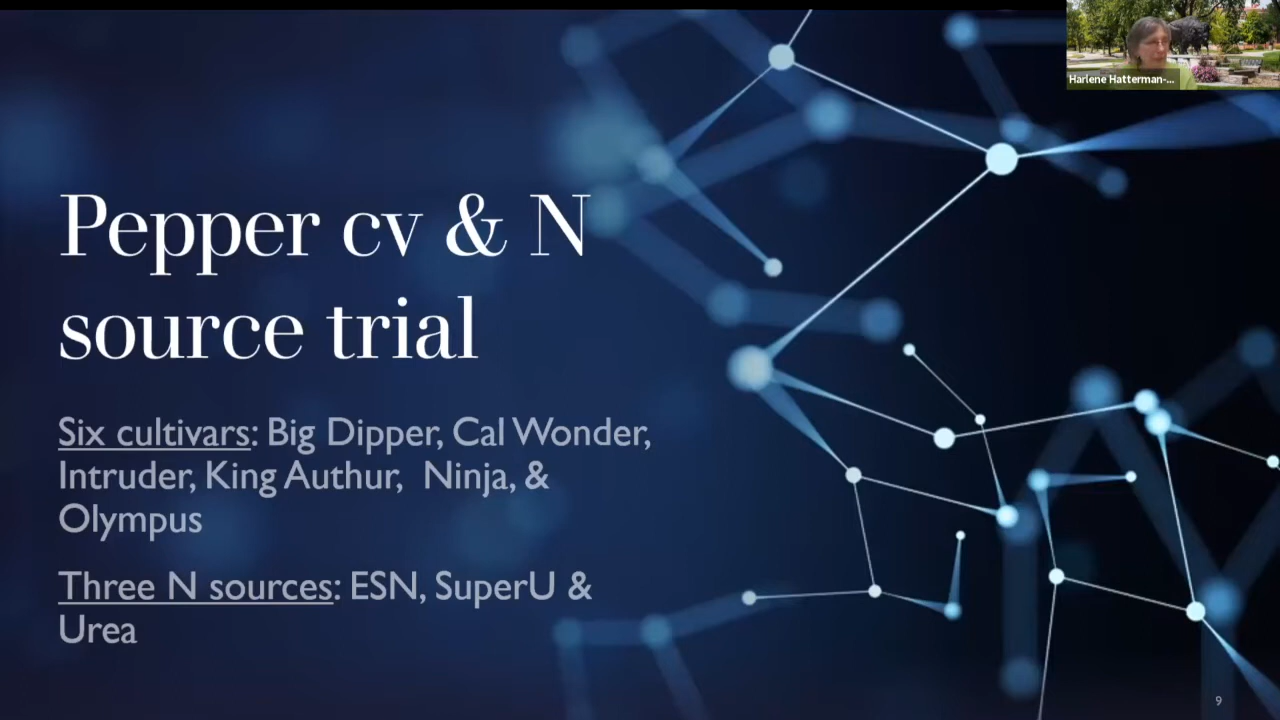 Harlene Hatterman-...
Pepper cv & N
source trial
Six cultivars: Big Dipper, Cal Wonder,
Intruder, King Authur, Ninja, &
Olympus
Three N sources: ESN, SuperU &
Urea
9